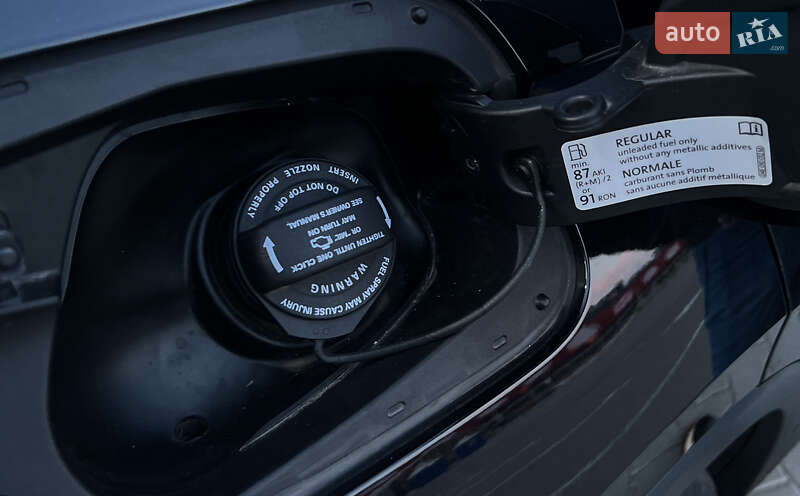 auto RIA
.com
REGULAR
unleaded fuel only
without any metallic additives
NORMALE
carburant sans Plomb
sans aucune additif métallique
min.
87 AKI
(R+M)/2
or
91 RON
INSERT NOZZLE PROPERLY
DO NOT TOP OFF
SEE OWNER'S MANUAL
MAY TURN ON
OR "MIL"
TIGHTEN UNTIL ONE CLICK
WARNING
FUEL SPRAY MAY CAUSE INJURY